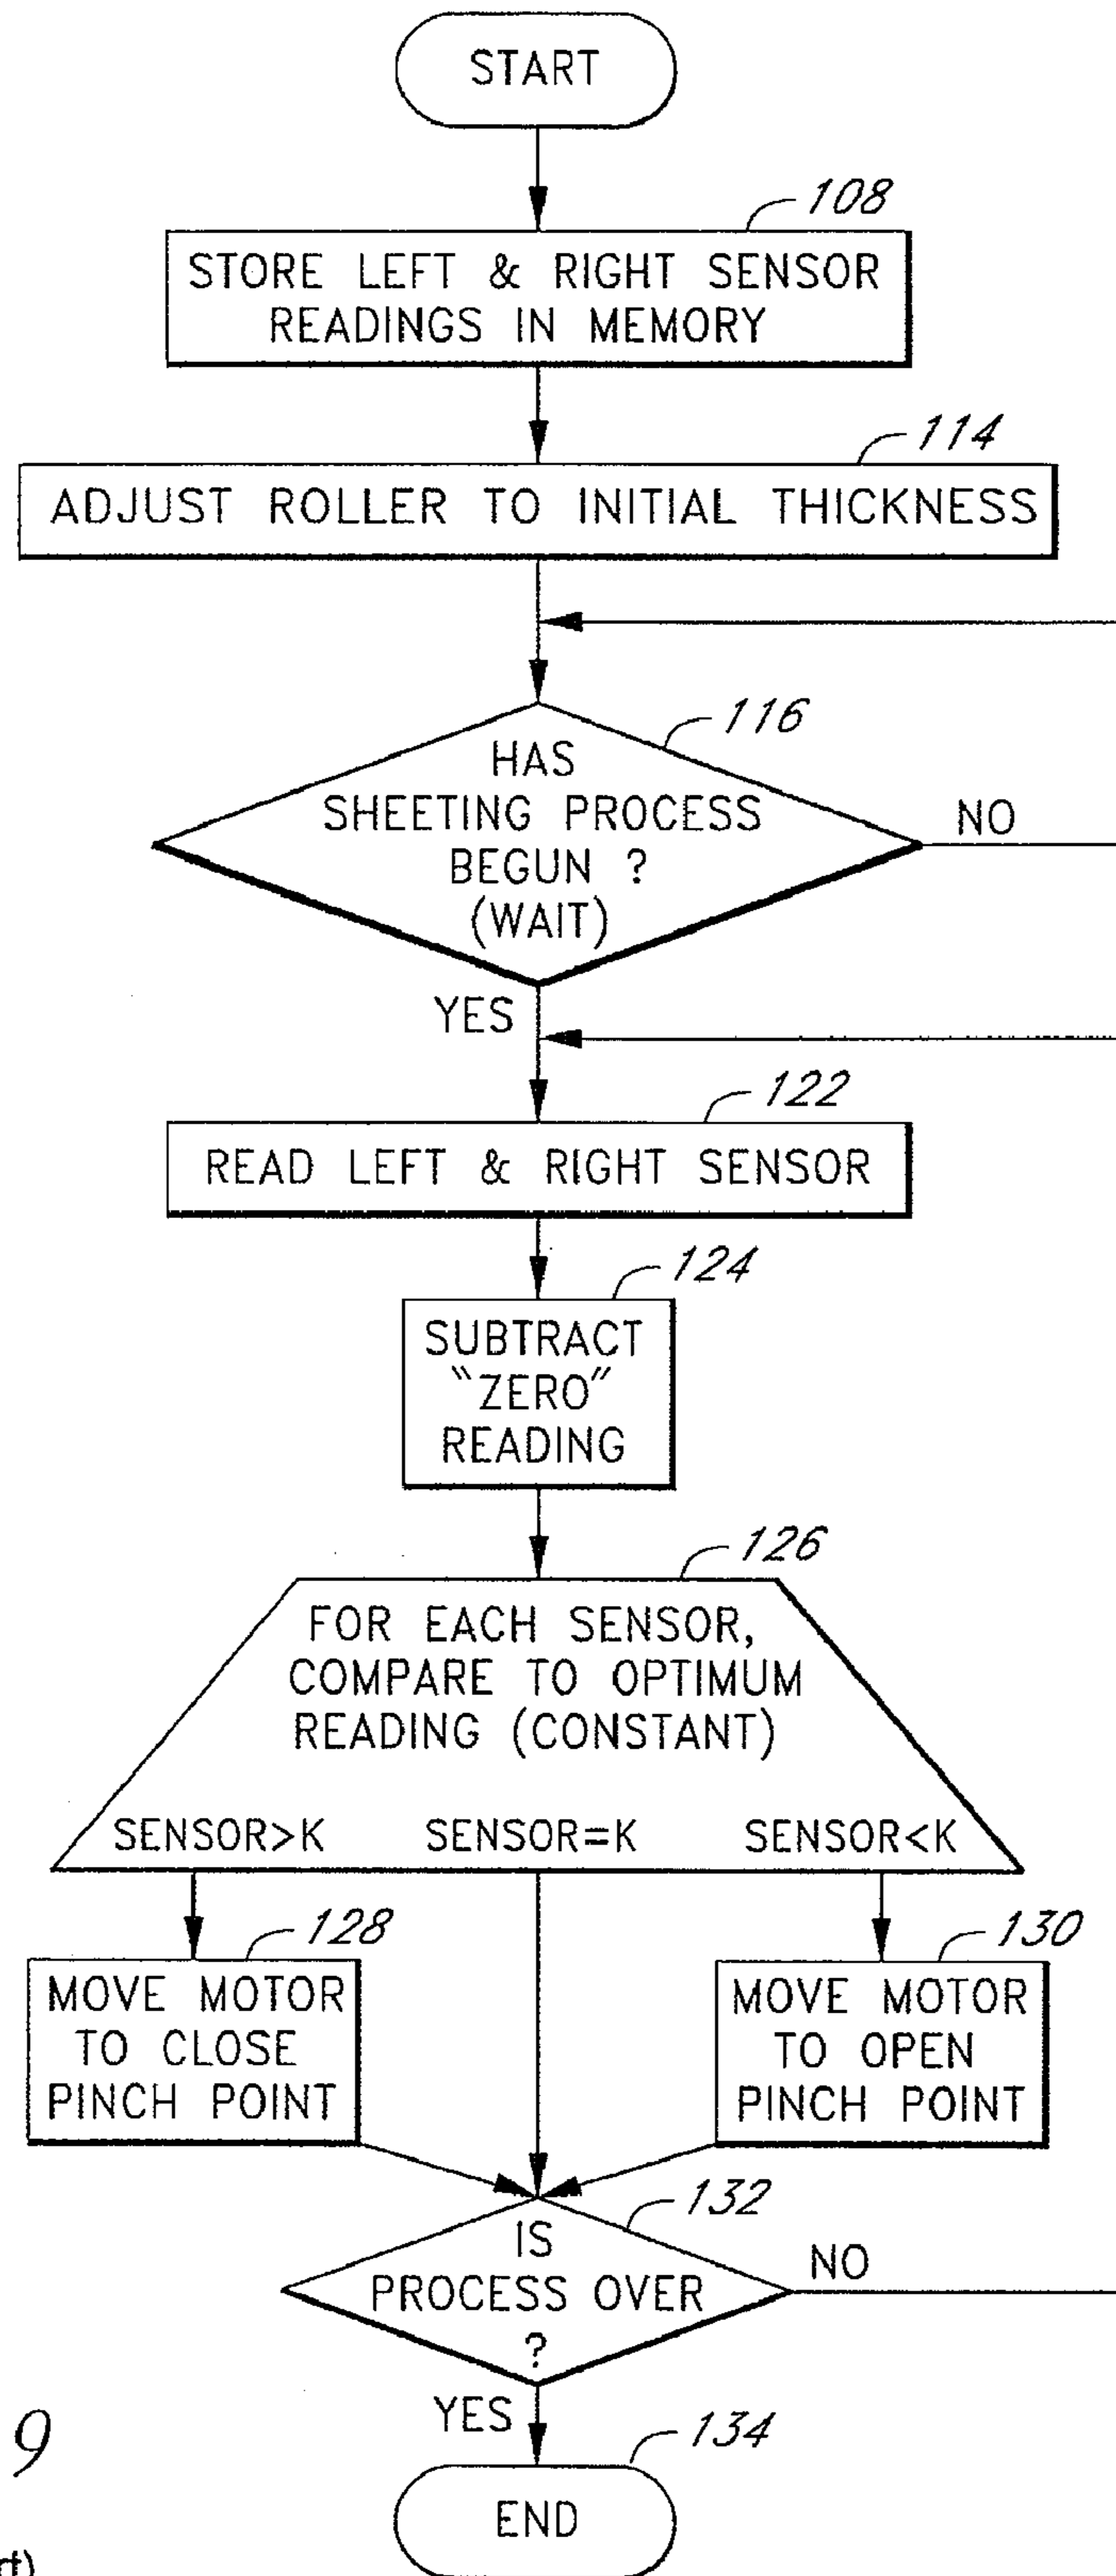 START
108
STORE LEFT & RIGHT SENSOR
READINGS IN MEMORY
114
ADJUST ROLLER TO INITIAL THICKNESS
116
HAS
SHEETING PROCESS
BEGUN ?
(WAIT)
NO
YES
122
READ LEFT & RIGHT SENSOR
124
SUBTRACT
"ZERO"
READING
126
FOR EACH SENSOR,
COMPARE TO OPTIMUM
READING (CONSTANT)
SENSOR>K SENSOR=K SENSOR<K
128
MOVE MOTOR
TO CLOSE
PINCH POINT
130
MOVE MOTOR
TO OPEN
PINCH POINT
132
IS
PROCESS OVER
?
NO
YES
134
END
9